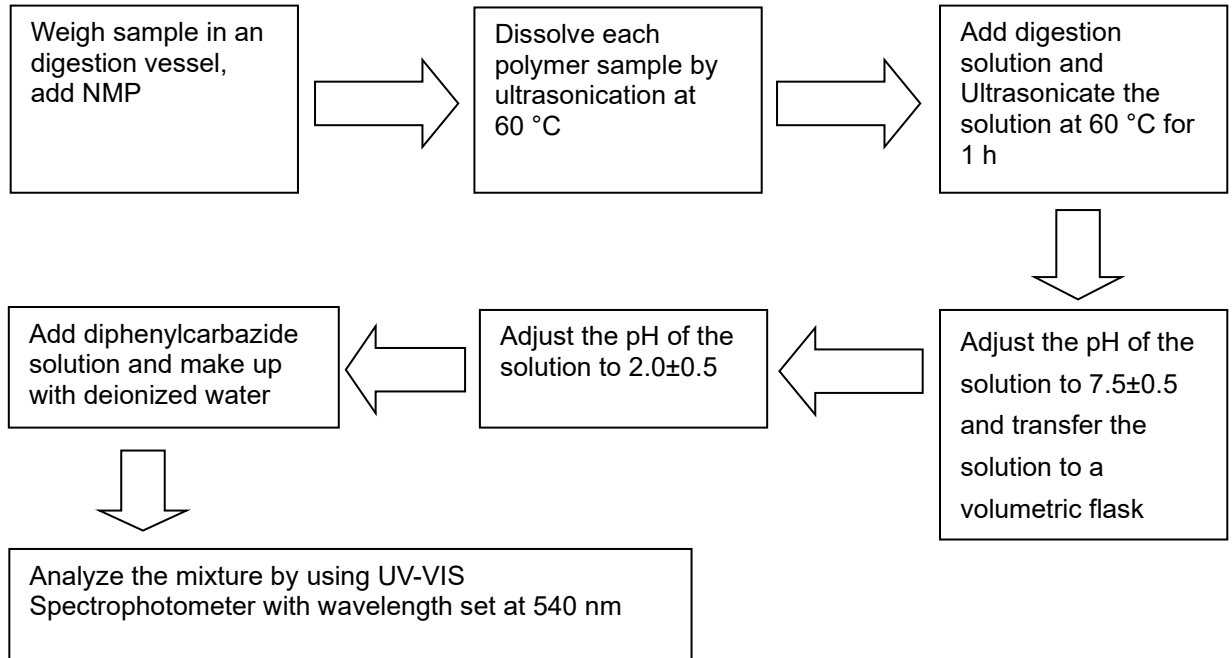 Weigh sample in an
digestion vessel,
add NMP
Dissolve each
polymer sample by
ultrasonication at
60 °C
Add digestion
solution and
Ultrasonicate the
solution at 60 °C for
1 h
Adjust the pH of the
solution to 7.5±0.5
and transfer the
solution to a
volumetric flask
Adjust the pH of the
solution to 2.0±0.5
Add diphenylcarbazide
solution and make up
with deionized water
Analyze the mixture by using UV-VIS
Spectrophotometer with wavelength set at 540 nm